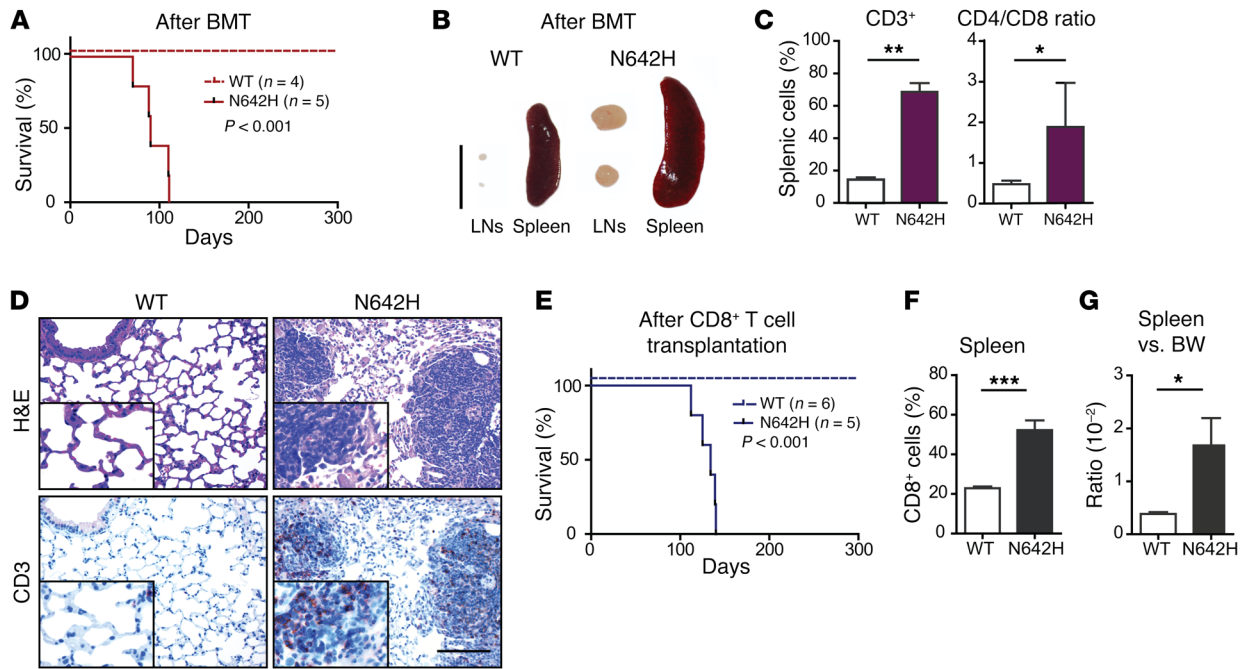 A
After BMT
Survival (%)
100
50
0
0
100
200
300
Days
WT (n = 4)
N642H (n = 5)
P < 0.001
B
After BMT
WT
N642H
LNs
Spleen
LNs
Spleen
C
CD3+
Splenic cells (%)
100
80
60
40
20
0
**
WT
N642H
CD4/CD8 ratio
4
3
2
1
0
*
WT
N642H
D
WT
N642H
H&E
CD3
E
After CD8+ T cell
transplantation
Survival (%)
100
50
0
0
100
200
300
Days
WT (n = 6)
N642H (n = 5)
P < 0.001
F
Spleen
CD8+ cells (%)
80
60
40
20
0
***
WT
N642H
G
Spleen
vs. BW
Ratio (10−2)
3
2
1
0
*
WT
N642H